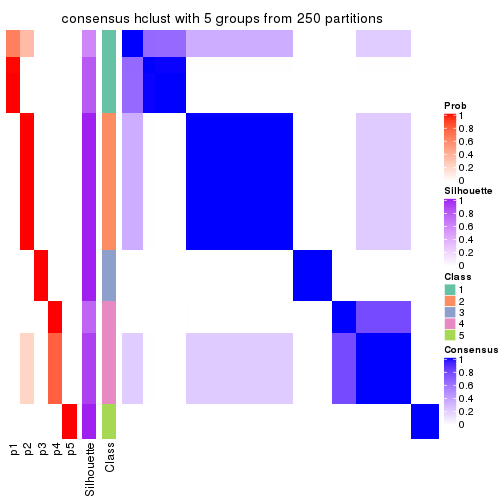 consensus hclust with 5 groups from 250 partitions
Prob
1
0.8
0.6
0.4
0.2
0
Silhouette
1
0.8
0.6
0.4
0.2
0
Class
1
2
3
4
5
Consensus
1
0.8
0.6
0.4
0.2
0
p1
p2
p3
p4
p5
Silhouette
Class